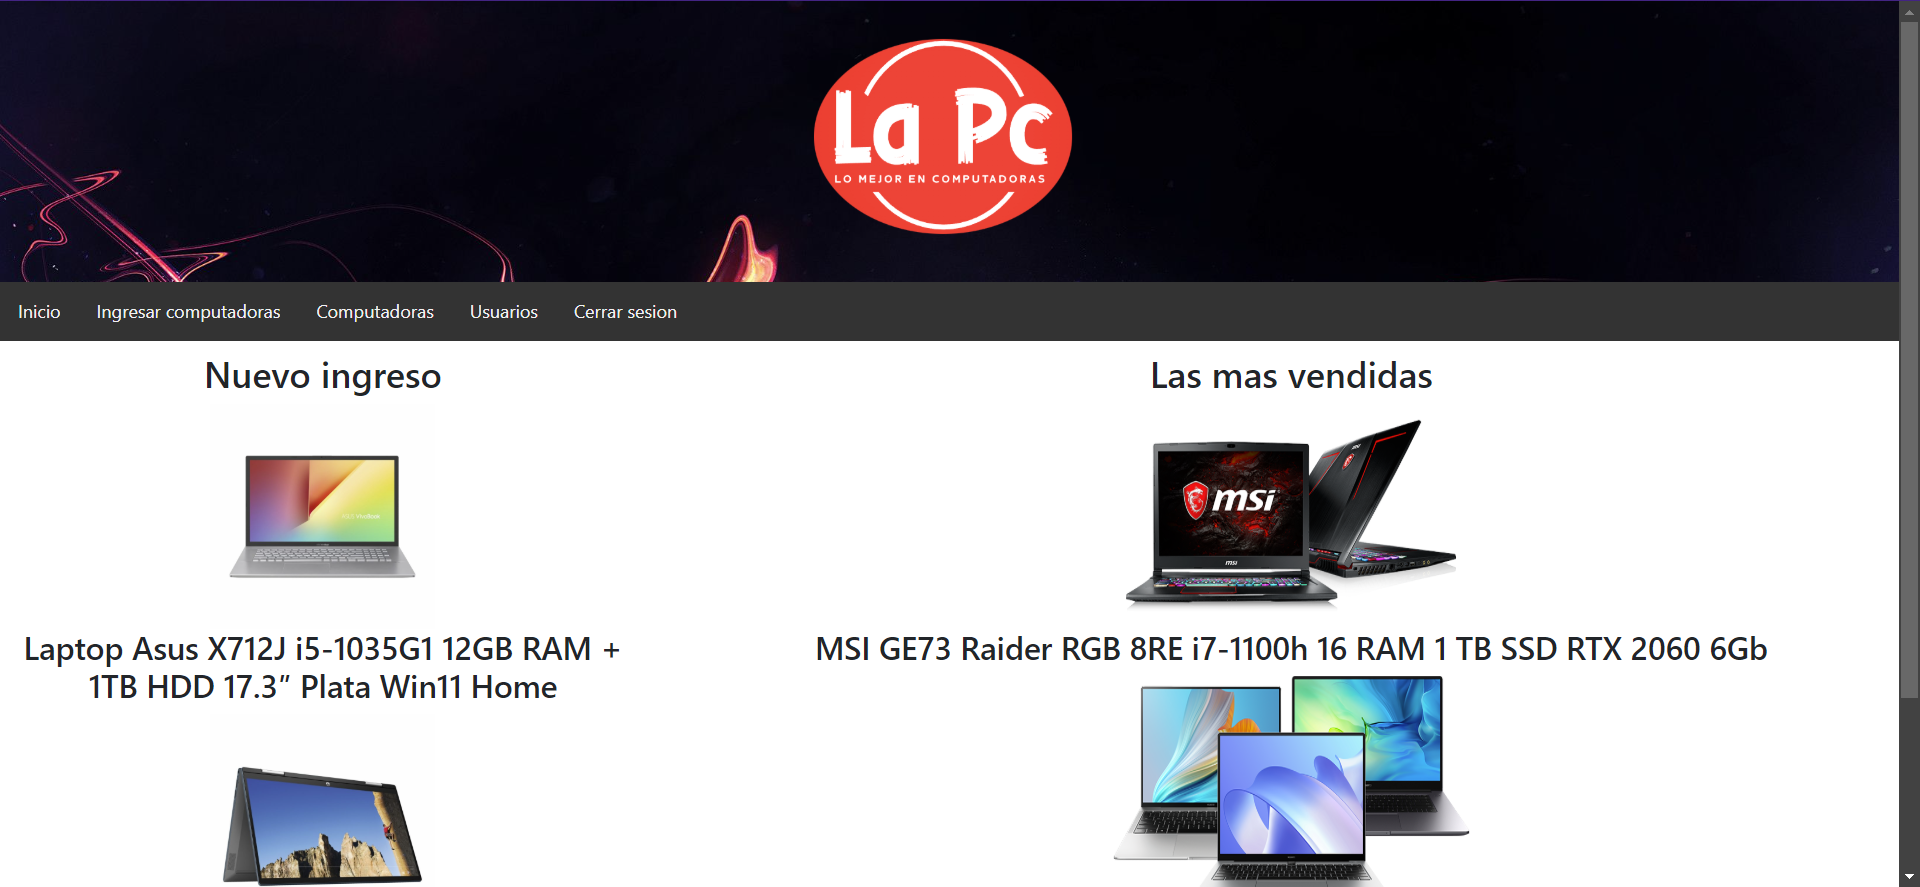 La Pc
LO MEJOR EN COMPUTADORAS
Inicio
Ingresar computadoras
Computadoras
Usuarios
Cerrar sesion
Nuevo ingreso
Laptop Asus X712J i5-1035G1 12GB RAM +
1TB HDD 17.3” Plata Win11 Home
Las mas vendidas
msi
msi
MSI GE73 Raider RGB 8RE i7-1100h 16 RAM 1 TB SSD RTX 2060 6Gb